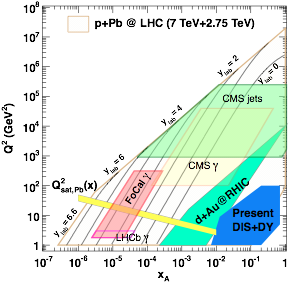 p+Pb @ LHC (7 TeV+2.75 TeV)
Q² (GeV²)
10⁸
10⁷
10⁶
10⁵
10⁴
10³
10²
10
1
y_lab = 2
y_lab = 0
y_lab = 4
y_lab = 6
y_lab = 6.6
CMS jets
CMS γ
FoCal γ
LHCb γ
Q²_sat,Pb(x)
d+Au@RHIC
Present
DIS+DY
10⁻⁷ 10⁻⁶ 10⁻⁵ 10⁻⁴ 10⁻³ 10⁻² 10⁻¹ 1
x_A